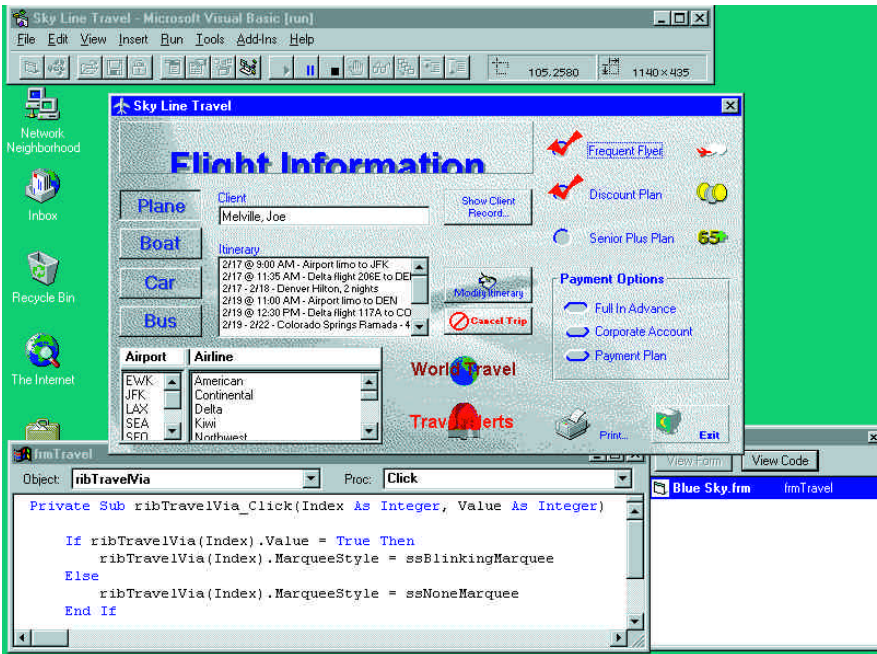 Sky Line Travel - Microsoft Visual Basic [run]
File Edit View Insert Run Tools Add-Ins Help
105.2580 1140×435
Network
Neighborhood
Inbox
Recycle Bin
The Internet
Sky Line Travel
Flight Information
Plane
Boat
Car
Bus
Client
Melville, Joe
Show Client
Record...
Itinerary
2/17 @ 9:00 AM - Airport limo to JFK
2/17 @ 11:35 AM - Delta flight 206E to DEN
2/17 - 2/18 - Denver Hilton, 2 nights
2/19 @ 11:00 AM - Airport limo to DEN
2/19 @ 12:30 PM - Delta flight 117A to CO
2/19 - 2/22 - Colorado Springs Ramada - 4
Modify Itinerary
Cancel Trip
Frequent Flyer
Discount Plan
Senior Plus Plan
65
Payment Options
Full In Advance
Corporate Account
Payment Plan
Airport Airline
EWK
JFK
LAX
SEA
SFO
American
Continental
Delta
Kiwi
Northwest
World Travel
Travel Alerts
Print...
Exit
frmTravel
Object: ribTravelVia Proc: Click
Private Sub ribTravelVia_Click(Index As Integer, Value As Integer)
If ribTravelVia(Index).Value = True Then
ribTravelVia(Index).MarqueeStyle = ssBlinkingMarquee
Else
ribTravelVia(Index).MarqueeStyle = ssNoneMarquee
End If
View Form View Code
Blue Sky.frm frmTravel